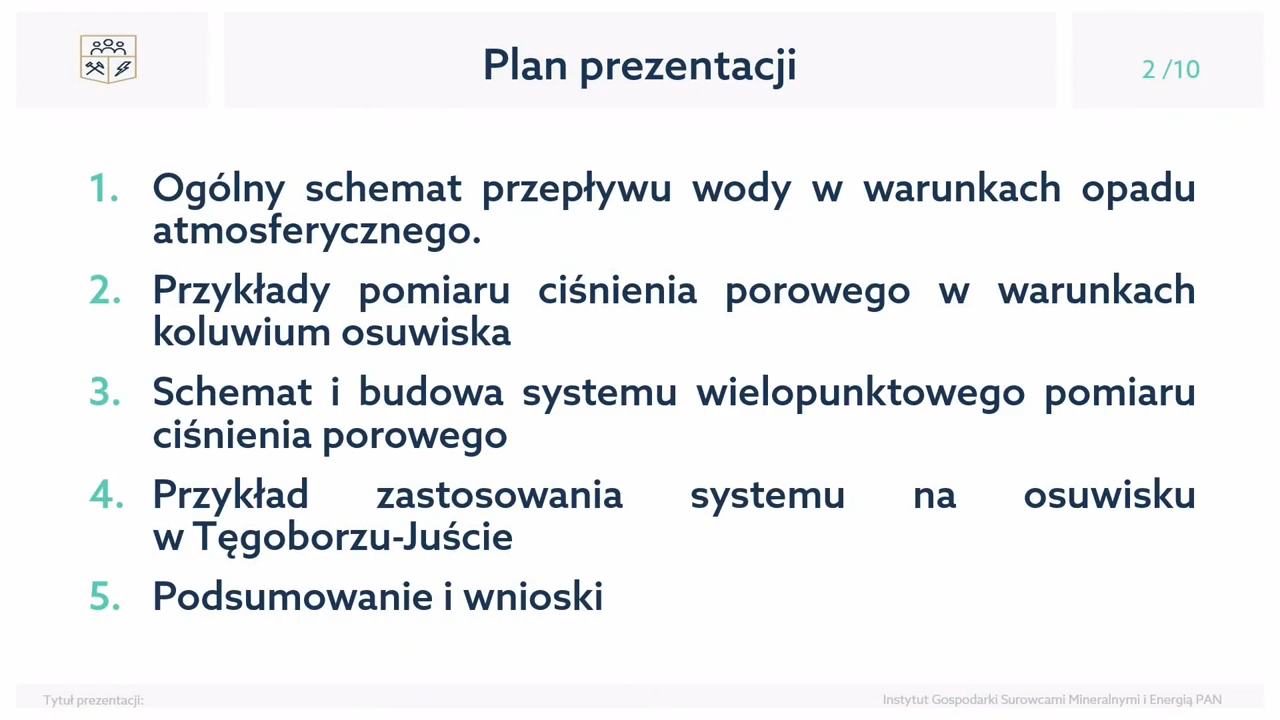 Plan prezentacji
2 /10
1. Ogólny schemat przepływu wody w warunkach opadu
atmosferycznego.
2. Przykłady pomiaru ciśnienia porowego w warunkach
koluwium osuwiska
3. Schemat i budowa systemu wielopunktowego pomiaru
ciśnienia porowego
4. Przykład zastosowania systemu na osuwisku
w Tęgoborzu-Juście
5. Podsumowanie i wnioski
Tytuł prezentacji:
Instytut Gospodarki Surowcami Mineralnymi i Energią PAN